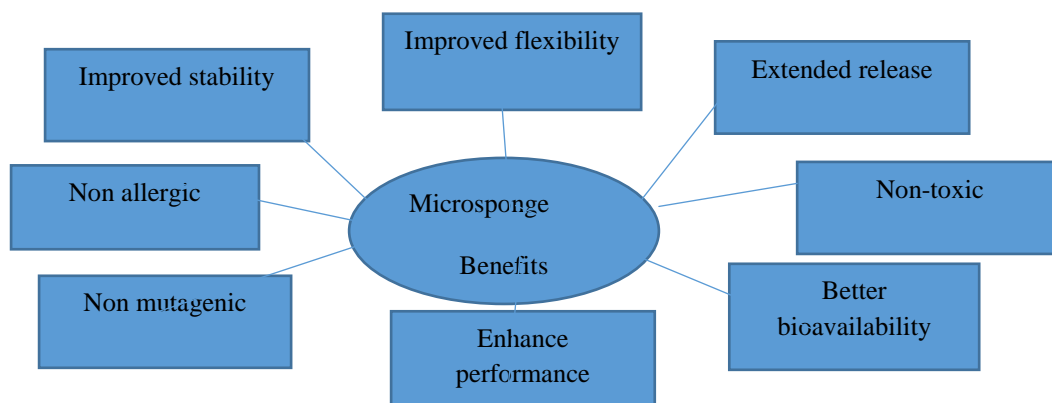 Improved flexibility
Improved stability
Extended release
Non allergic
Microsponge
Benefits
Non-toxic
Non mutagenic
Better
bioavailability
Enhance
performance